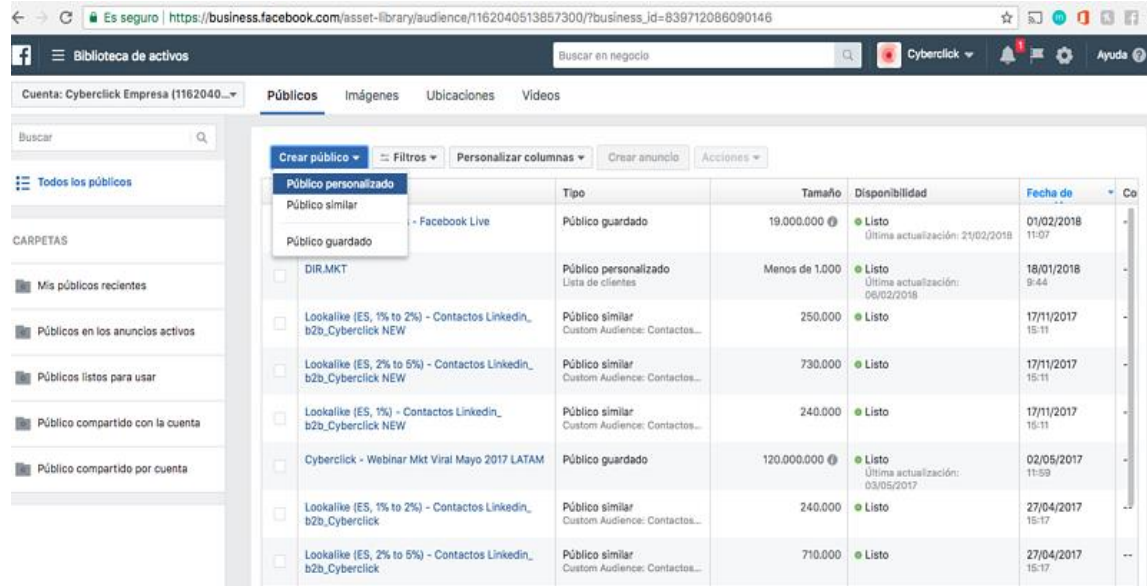 Es seguro | https://business.facebook.com/asset-library/audience/1162040513857300/?business_id=839712086090146
Biblioteca de activos
Buscar en negocio
Cyberclick
1
Ayuda
Cuenta: Cyberclick Empresa (1162040...
Públicos Imágenes Ubicaciones Videos
Buscar
Todos los públicos
CARPETAS
Mis públicos recientes
Públicos en los anuncios activos
Públicos listos para usar
Público compartido con la cuenta
Público compartido por cuenta
Crear público Filtros Personalizar columnas Crear anuncio Acciones
Público personalizado
Público similar
Público guardado
Tipo Tamaño Disponibilidad Fecha de Co
- Facebook Live Público guardado 19.000.000 Listo 01/02/2018
Última actualización: 21/02/2018 11:07
DIR.MKT Público personalizado Menos de 1.000 Listo 18/01/2018
Lista de clientes Última actualización: 9:44
06/02/2018
Lookalike (ES, 1% to 2%) - Contactos Linkedin_ Público similar 250.000 Listo 17/11/2017
b2b_Cyberclick NEW Custom Audience: Contactos... 15:11
Lookalike (ES, 2% to 5%) - Contactos Linkedin_ Público similar 730.000 Listo 17/11/2017
b2b_Cyberclick NEW Custom Audience: Contactos... 15:11
Lookalike (ES, 1%) - Contactos Linkedin_ Público similar 240.000 Listo 17/11/2017
b2b_Cyberclick NEW Custom Audience: Contactos... 15:11
Cyberclick - Webinar Mkt Viral Mayo 2017 LATAM Público guardado 120.000.000 Listo 02/05/2017
Última actualización: 11:59
03/05/2017
Lookalike (ES, 1% to 2%) - Contactos Linkedin_ Público similar 240.000 Listo 27/04/2017
b2b_Cyberclick Custom Audience: Contactos... 15:17
Lookalike (ES, 2% to 5%) - Contactos Linkedin_ Público similar 710.000 Listo 27/04/2017 --
b2b_Cyberclick Custom Audience: Contactos... 15:17